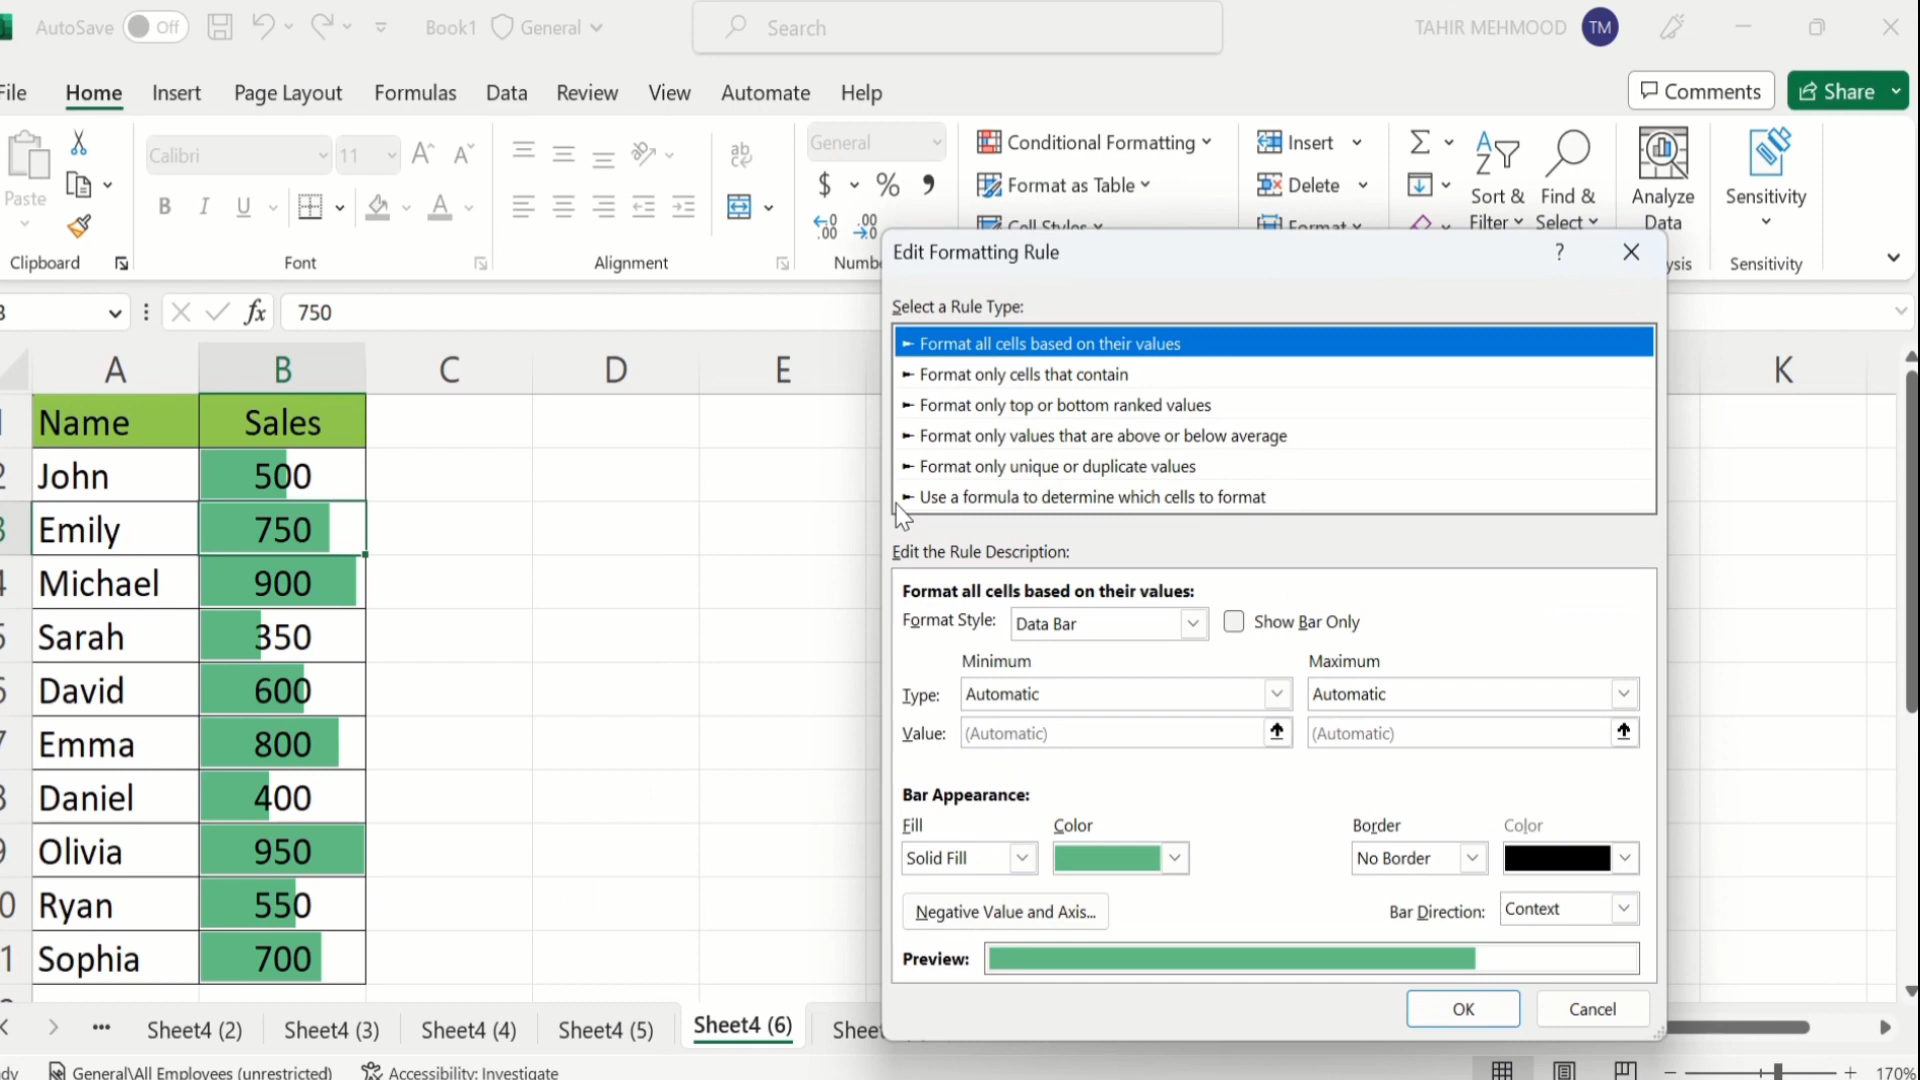 AutoSave Off Book1 General Search TAHIR MEHMOOD TM
File Home Insert Page Layout Formulas Data Review View Automate Help Comments Share
Paste Calibri 11 General Conditional Formatting Insert Sort & Filter Find & Select Analyze Data Sensitivity
B I U $ % , Format as Table Delete
Cell Styles Format
Clipboard Font Alignment Sensitivity
fx 750
A B C D E K
Name Sales
2 John 500
3 Emily 750
4 Michael 900
5 Sarah 350
6 David 600
7 Emma 800
8 Daniel 400
9 Olivia 950
Ryan 550
Sophia 700
Edit Formatting Rule ?
Select a Rule Type:
► Format all cells based on their values
► Format only cells that contain
► Format only top or bottom ranked values
► Format only values that are above or below average
► Format only unique or duplicate values
► Use a formula to determine which cells to format
Edit the Rule Description:
Format all cells based on their values:
Format Style: Data Bar Show Bar Only
Minimum Maximum
Type: Automatic Automatic
Value: (Automatic) (Automatic)
Bar Appearance:
Fill Color Border Color
Solid Fill No Border
Negative Value and Axis... Bar Direction: Context
Preview:
OK Cancel
... Sheet4 (2) Sheet4 (3) Sheet4 (4) Sheet4 (5) Sheet4 (6)
General\All Employees (unrestricted) Accessibility: Investigate 170%